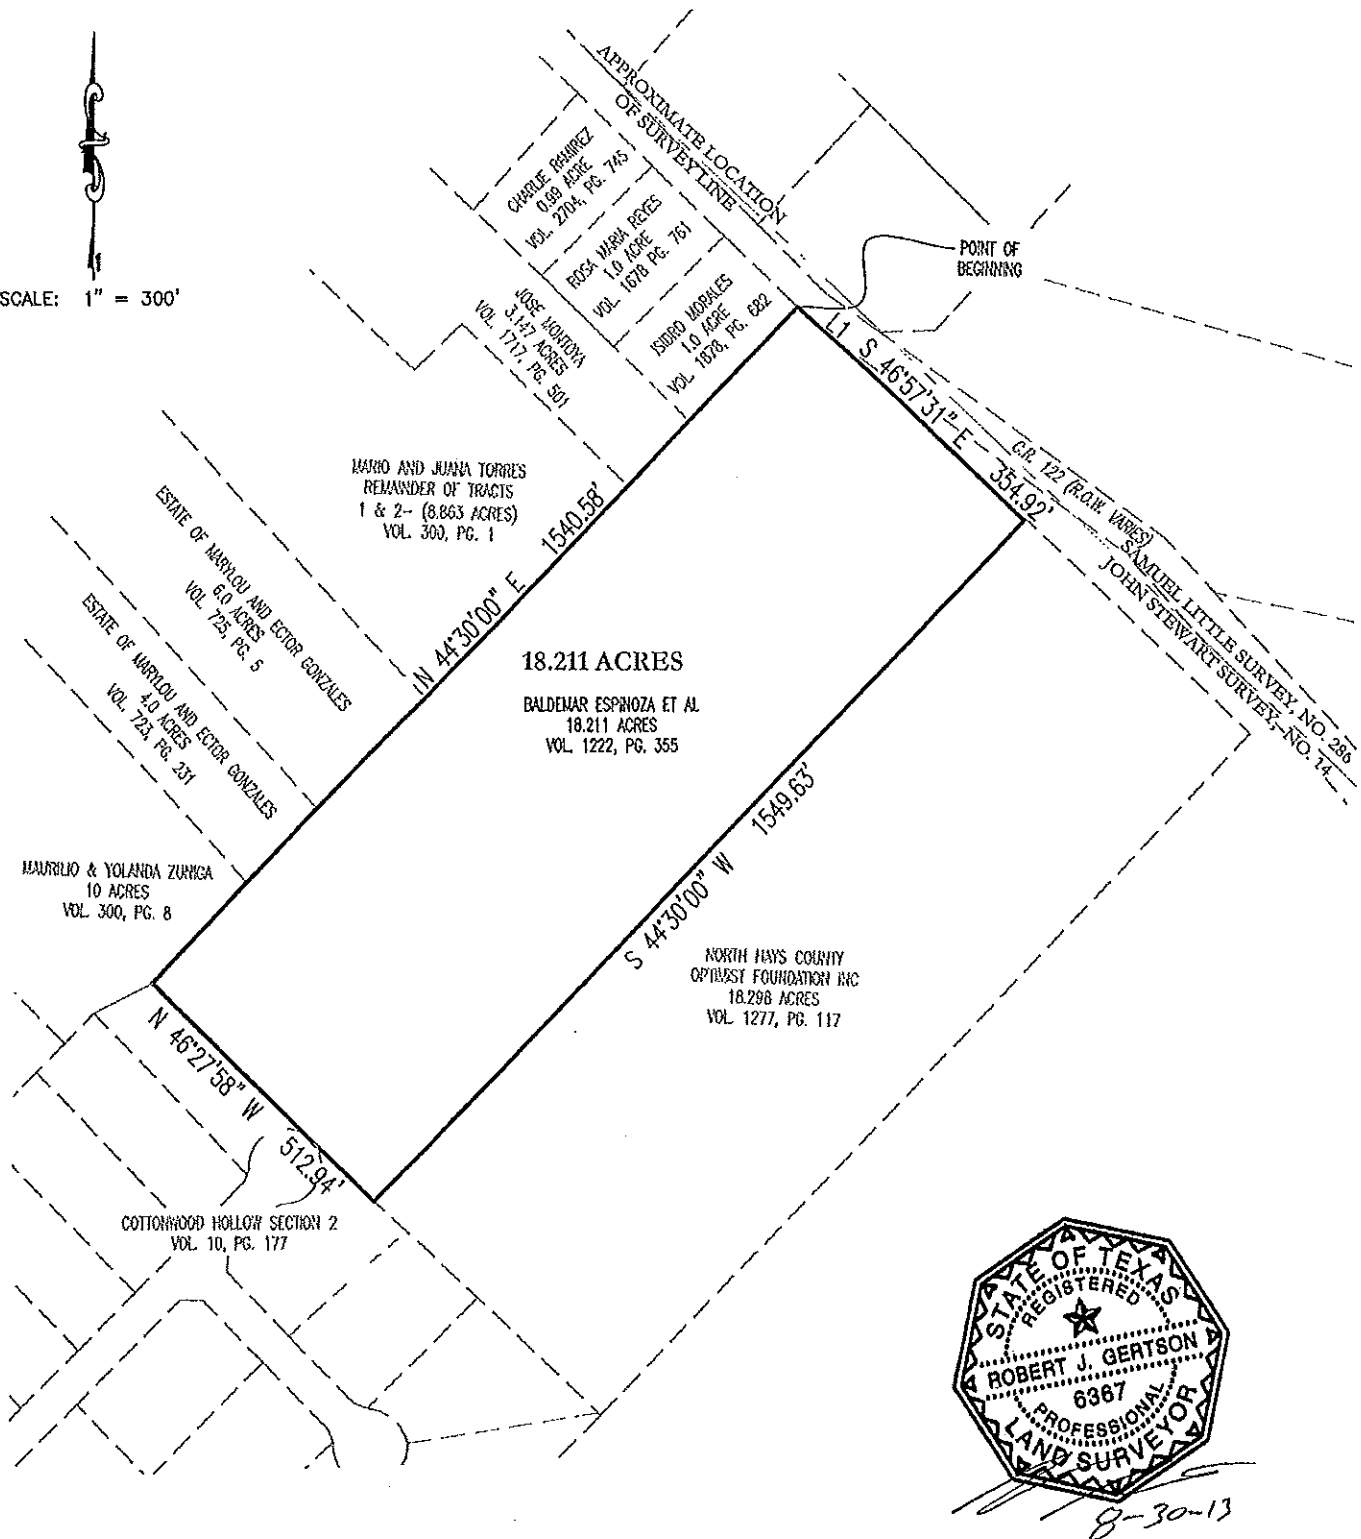 SCALE: 1" = 300'
APPROXIMATE LOCATION
OF SURVEY LINE
CHARLIE RAMIREZ
0.99 ACRE
VOL. 2704, PG. 745
ROSA MARIA REYES
1.0 ACRE
VOL. 1678 PG. 761
ISIDRO MORALES
1.0 ACRE
VOL. 1878, PG. 682
JOSE MONTOYA
3.147 ACRES
VOL. 1717, PG. 501
POINT OF
BEGINNING
L1 S 46°57'31" E 354.92'
C.R. 122 (R.O.W. VARIES)
SAMUEL LITTLE SURVEY, NO. 286
JOHN STEWART SURVEY, NO. 14
MARIO AND JUANA TORRES
REMAINDER OF TRACTS
1 & 2- (8.863 ACRES)
VOL. 300, PG. 1
ESTATE OF MARYLOU AND ECTOR GONZALES
6.0 ACRES
VOL. 725, PG. 5
ESTATE OF MARYLOU AND ECTOR GONZALES
4.0 ACRES
VOL. 723, PG. 231
N 44°30'00" E 1540.58'
18.211 ACRES
BALDEMAR ESPINOZA ET AL
18.211 ACRES
VOL. 1222, PG. 355
MAURILIO & YOLANDA ZUNIGA
10 ACRES
VOL. 300, PG. 8
S 44°30'00" W 1549.63'
NORTH HAYS COUNTY
OPTIMIST FOUNDATION INC
18.298 ACRES
VOL. 1277, PG. 117
N 46°27'58" W 512.94'
COTTONWOOD HOLLOW SECTION 2
VOL. 10, PG. 177
STATE OF TEXAS
REGISTERED
ROBERT J. GERTSON
6367
PROFESSIONAL
LAND SURVEYOR
8-30-13